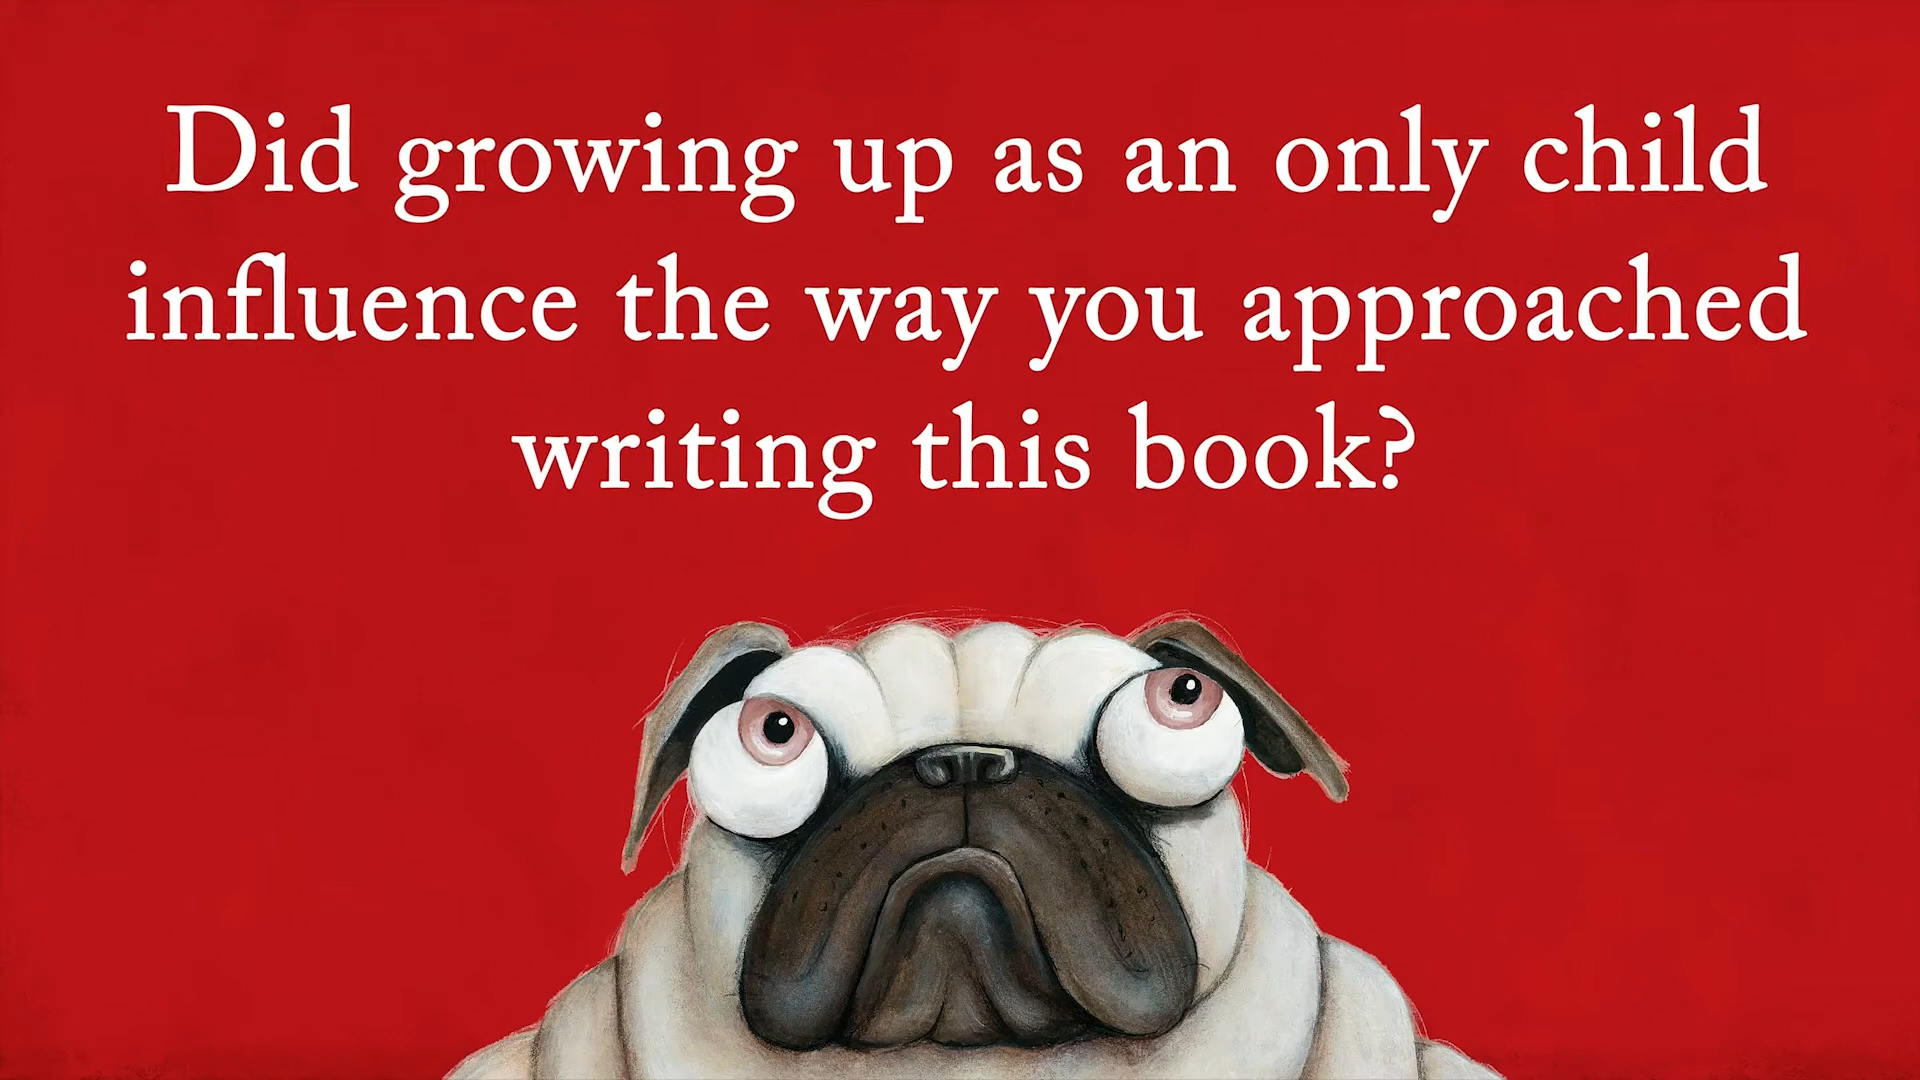 Did growing up as an only child
influence the way you approached
writing this book?